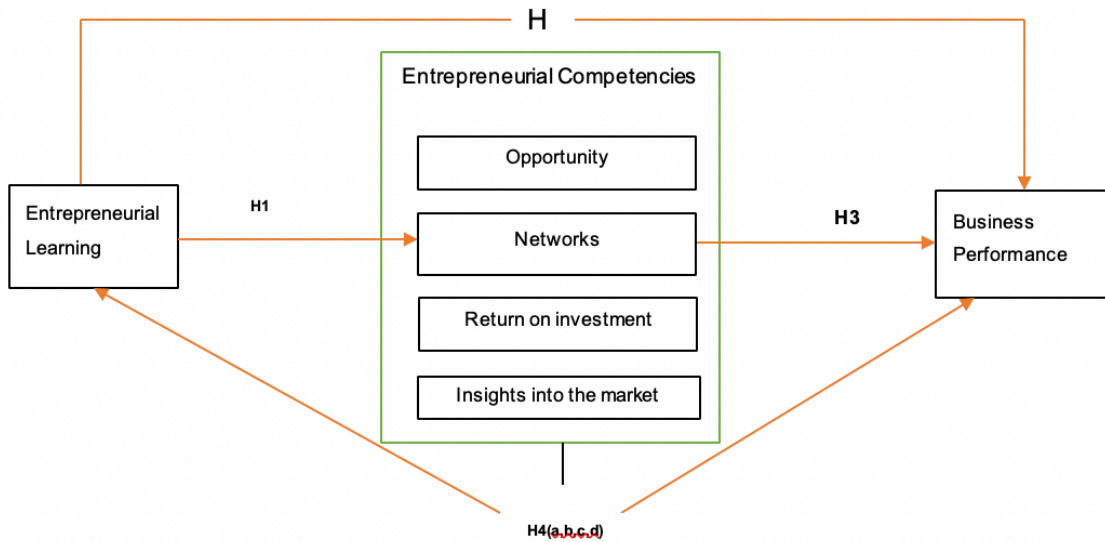 H
Entrepreneurial Competencies
Opportunity
Entrepreneurial
Learning
H1
Networks
H3
Business
Performance
Return on investment
Insights into the market
H4(a,b,c,d)